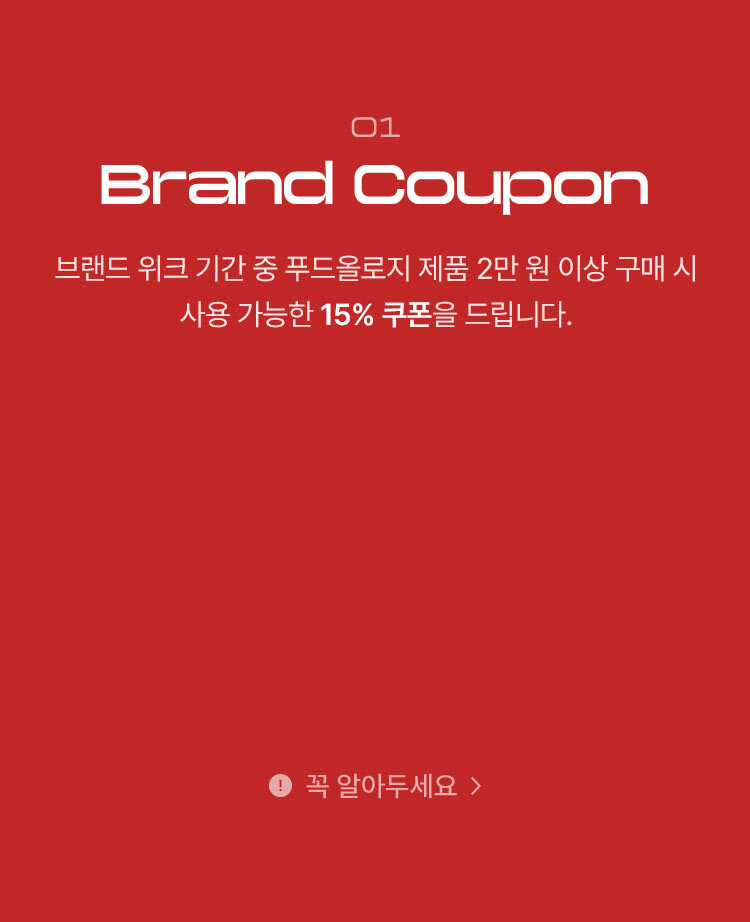 01
Brand Coupon
브랜드 위크 기간 중 푸드올로지 제품 2만 원 이상 구매 시
사용 가능한 15% 쿠폰을 드립니다.
! 꼭 알아두세요 >